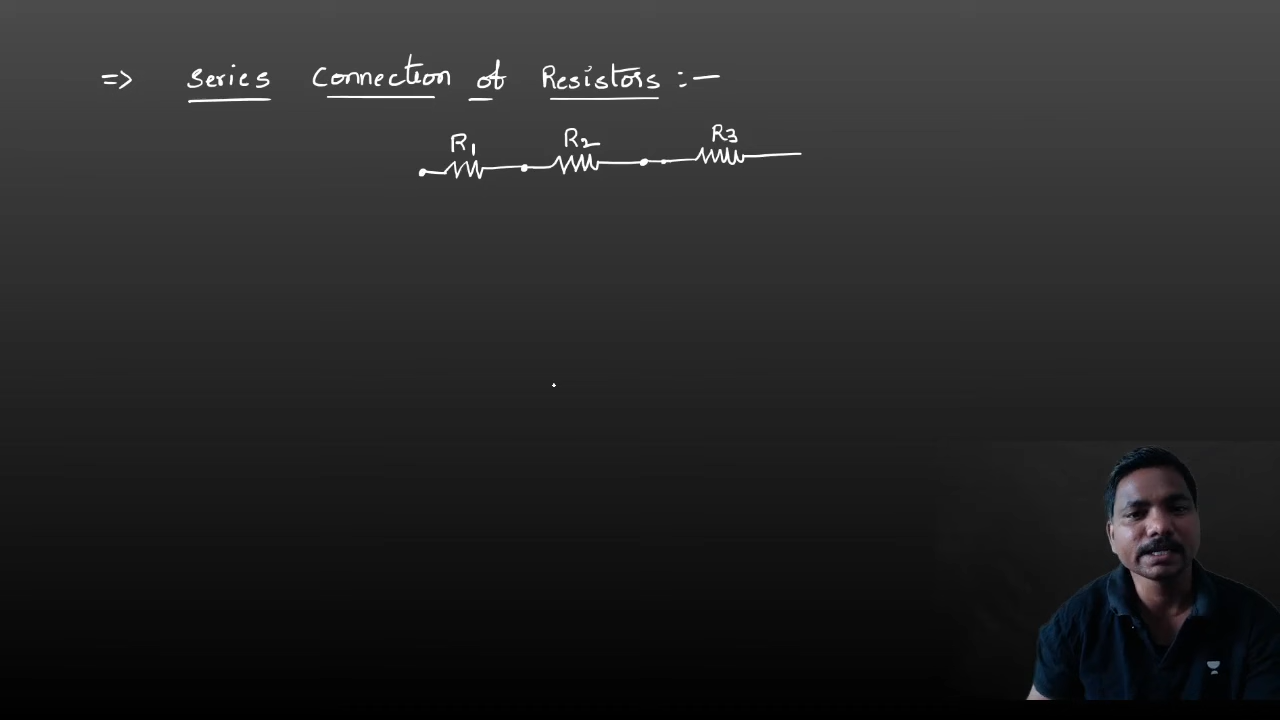 => Series Connection of Resistors :-
R1 R2 R3